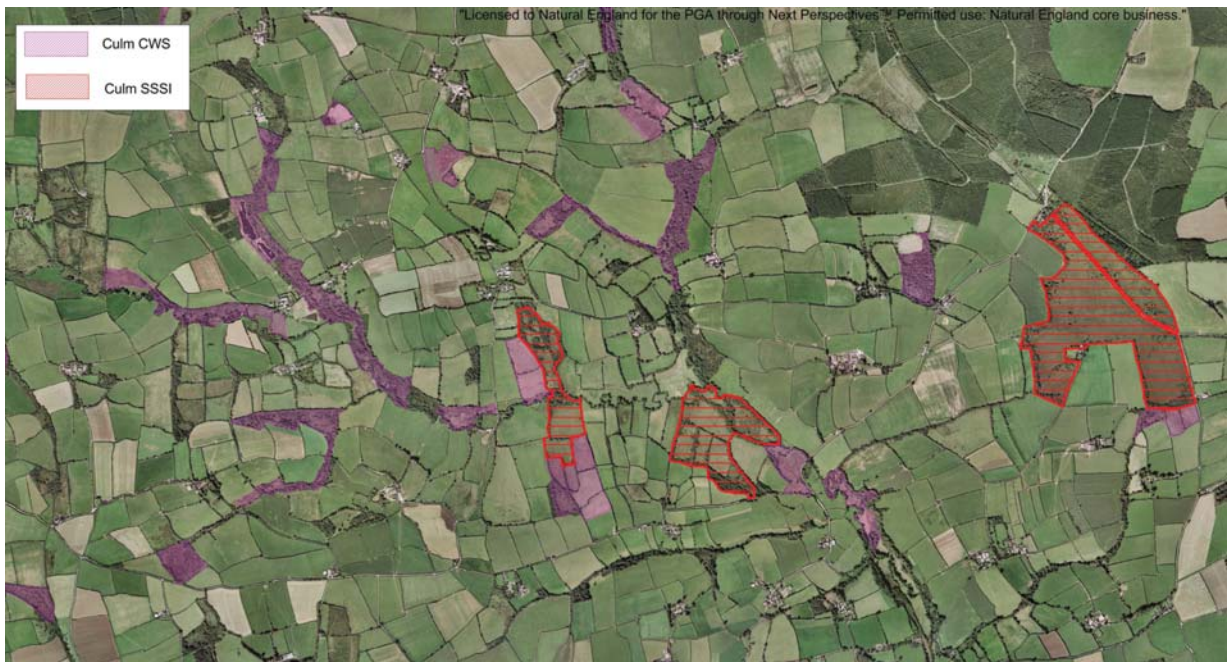 "Licensed to Natural England for the PGA through Next Perspectives™. Permitted use: Natural England core business."
Culm CWS
Culm SSSI